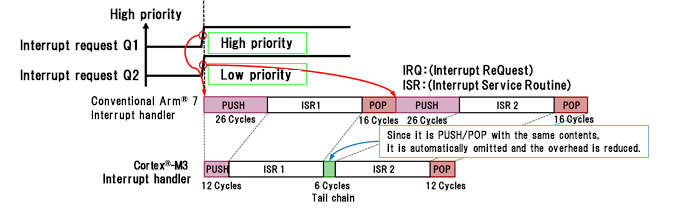 High priority
Interrupt request Q1
High priority
Interrupt request Q2
Low priority
IRQ:(Interrupt ReQuest)
ISR:(Interrupt Service Routine)
Conventional Arm® 7
Interrupt handler
PUSH
ISR1
POP
PUSH
ISR 2
POP
26 Cycles
16 Cycles
26 Cycles
16 Cycles
Since it is PUSH/POP with the same contents,
it is automatically omitted and the overhead is reduced.
Cortex®-M3
Interrupt handler
PUSH
ISR 1
ISR 2
POP
12 Cycles
6 Cycles
12 Cycles
Tail chain